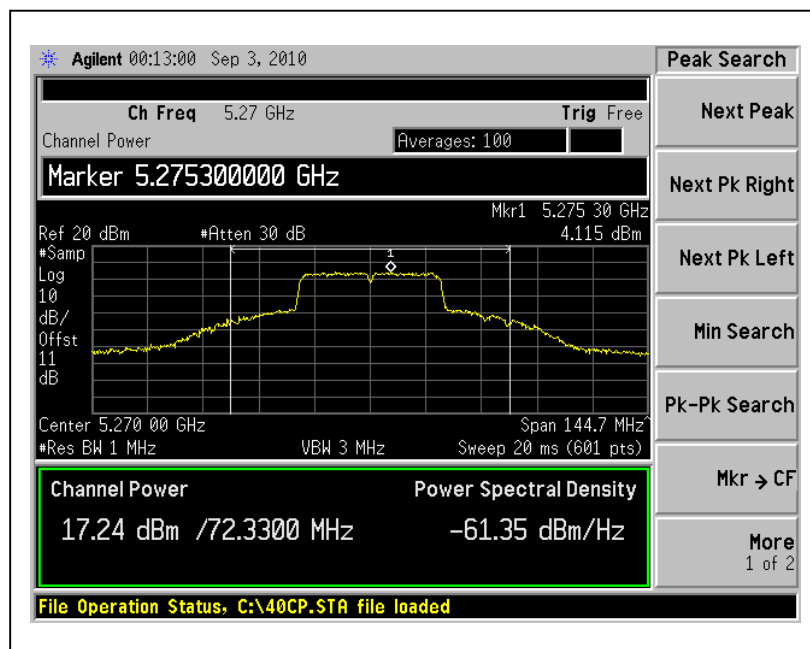 Agilent 00:13:00 Sep 3, 2010
Peak Search
Ch Freq 5.27 GHz Trig Free
Channel Power Averages: 100
Marker 5.275300000 GHz
Mkr1 5.275 30 GHz
Ref 20 dBm #Atten 30 dB 4.115 dBm
#Samp
Log
10
dB/
Offst
11
dB
1
Center 5.270 00 GHz Span 144.7 MHz^
#Res BW 1 MHz VBW 3 MHz Sweep 20 ms (601 pts)
Channel Power Power Spectral Density
17.24 dBm /72.3300 MHz -61.35 dBm/Hz
File Operation Status, C:\40CP.STA file loaded
Next Peak
Next Pk Right
Next Pk Left
Min Search
Pk-Pk Search
Mkr → CF
More
1 of 2